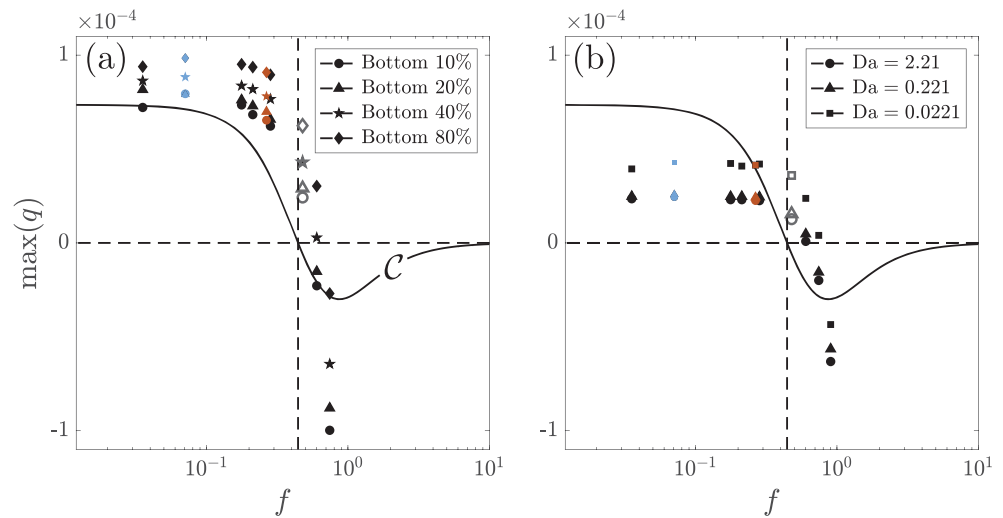 ×10⁻⁴
×10⁻⁴
(a)
Bottom 10%
Bottom 20%
Bottom 40%
Bottom 80%
(b)
Da = 2.21
Da = 0.221
Da = 0.0221
1
0
-1
max(q)
C
1
0
-1
10⁻¹
10⁰
10¹
10⁻¹
10⁰
10¹
f
f